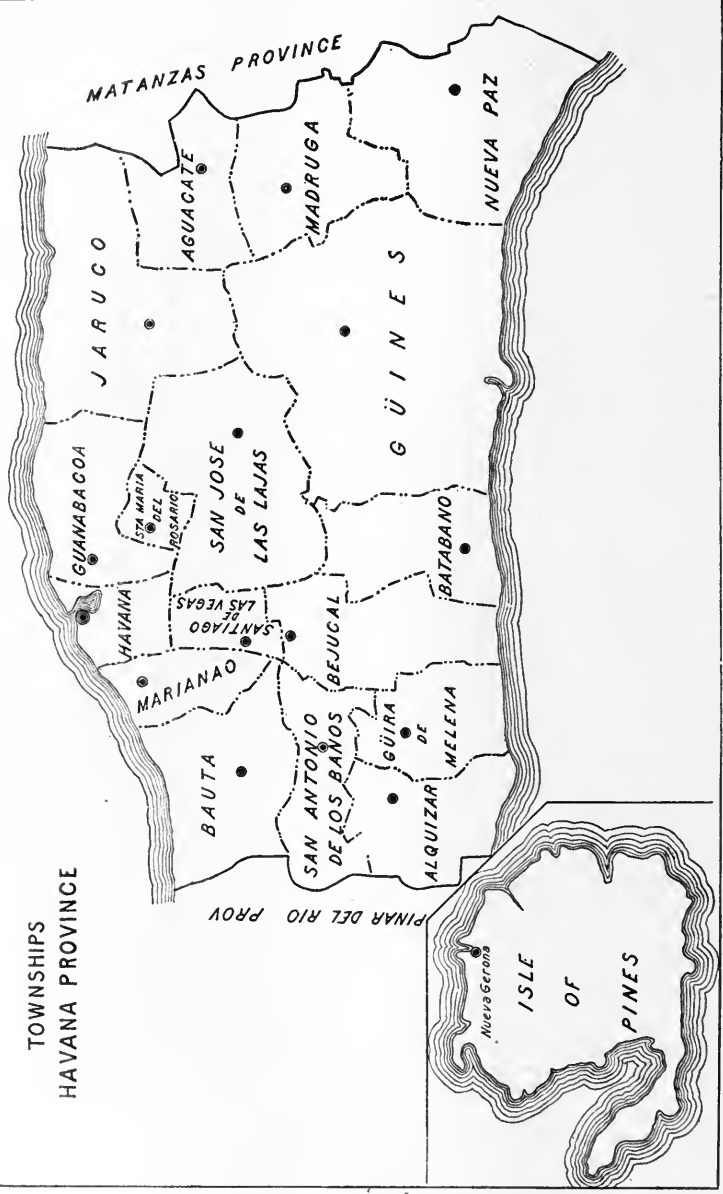 TOWNSHIPS
HAVANA PROVINCE
PINAR DEL RIO PROV
MATANZAS PROVINCE
BAUTA
MARIANAO
HAVANA
GUANABACOA
JARUCO
AGUACATE
MADRUGA
NUEVA PAZ
GÜINES
SAN JOSE
DE
LAS LAJAS
STA MARIA
DEL
ROSARIO
SANTIAGO
DE
LAS VEGAS
BEJUCAL
BATABANO
SAN ANTONIO
DE LOS BAÑOS
GÜIRA
DE
MELENA
ALQUIZAR
Nueva Gerona
ISLE
OF
PINES